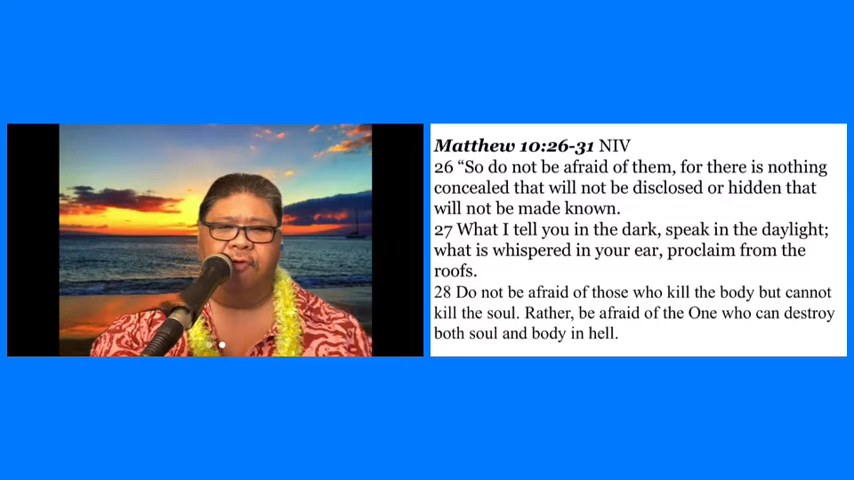 Matthew 10:26-31 NIV
26 “So do not be afraid of them, for there is nothing
concealed that will not be disclosed or hidden that
will not be made known.
27 What I tell you in the dark, speak in the daylight;
what is whispered in your ear, proclaim from the
roofs.
28 Do not be afraid of those who kill the body but cannot
kill the soul. Rather, be afraid of the One who can destroy
both soul and body in hell.